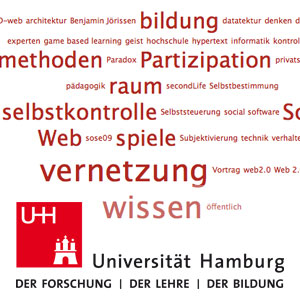 D-web architektur Benjamin Jörissen bildung datatektur denken d
experten game based learning geist hochschule hypertext informatik kontrol
methoden Paradox Partizipation privats
pädagogik raum secondLife Selbstbestimmung
selbstkontrolle Selbststeuerung social software So
Web sose09 spiele Subjektivierung technik verhalte
vernetzung Vortrag web2.0 Web 2.
wissen öffentlich
UHH
Universität Hamburg
DER FORSCHUNG | DER LEHRE | DER BILDUNG